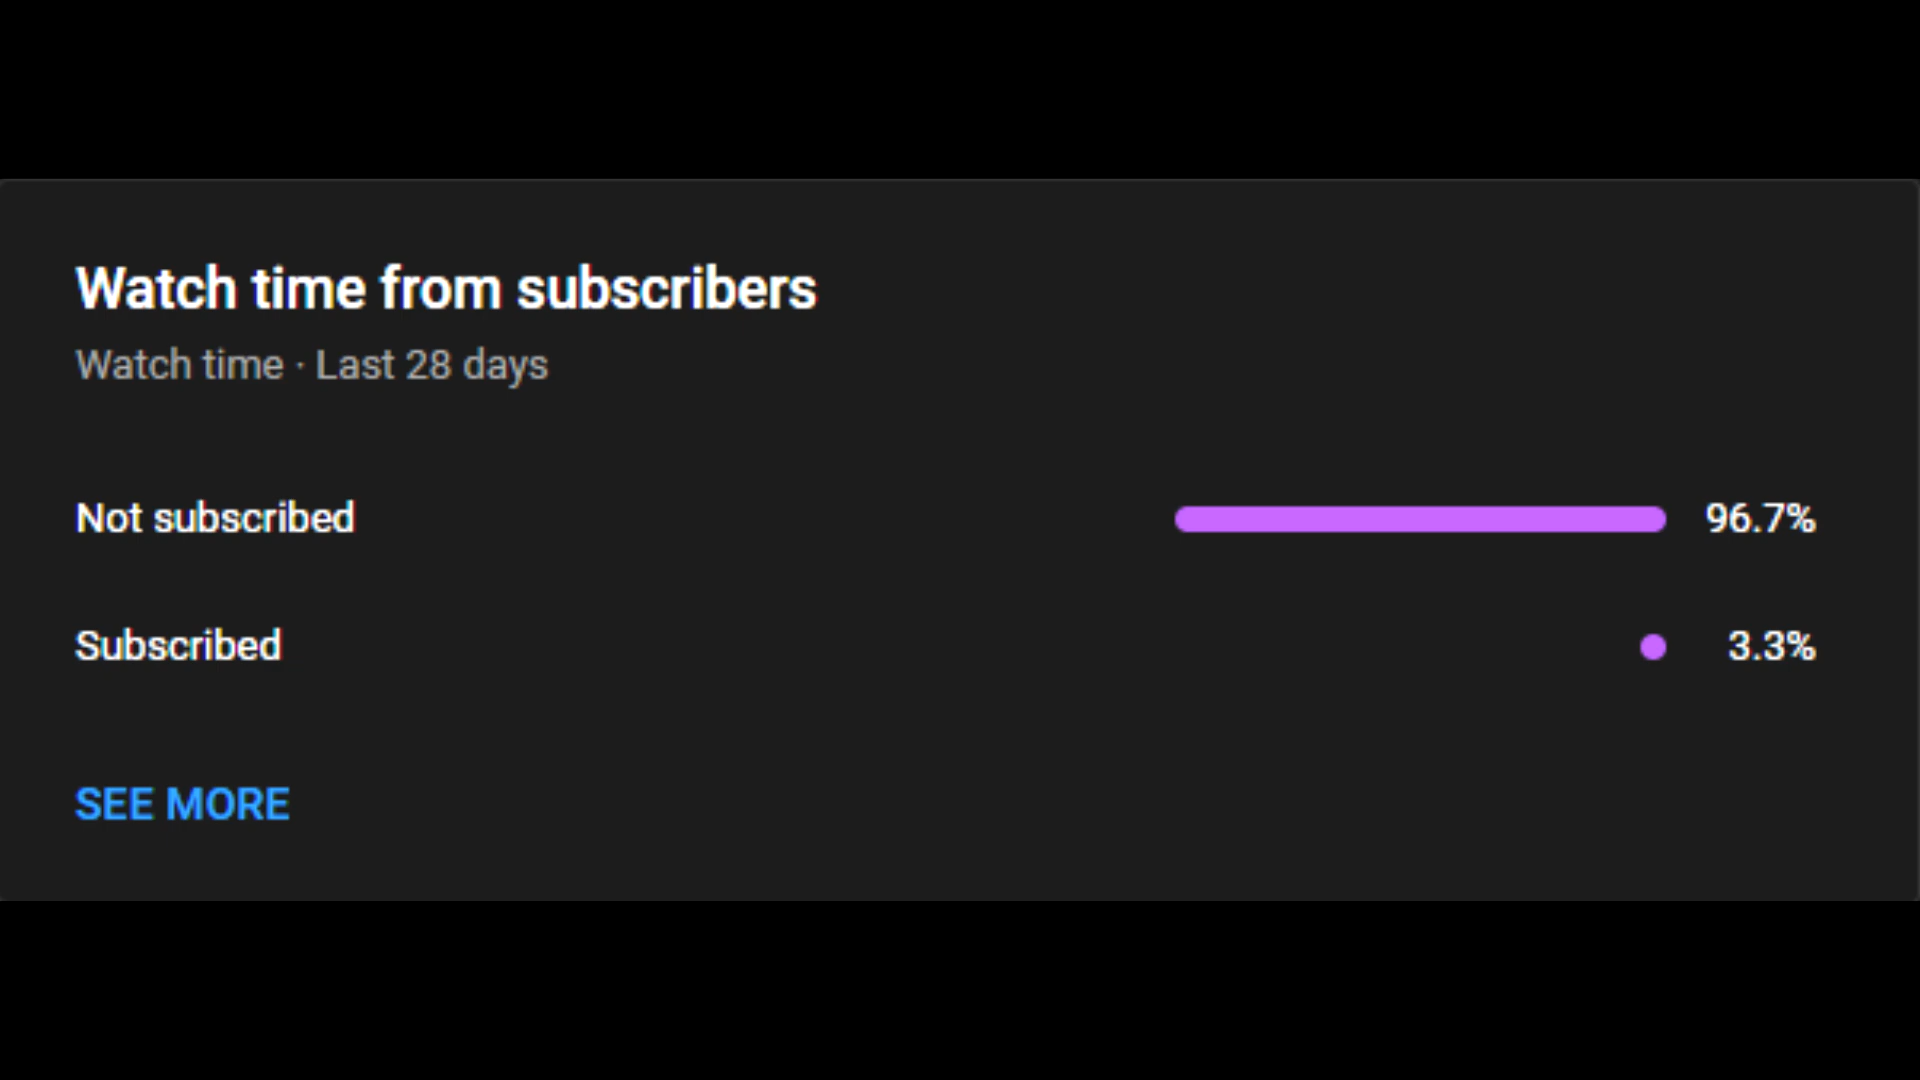 Watch time from subscribers
Watch time · Last 28 days
Not subscribed 96.7%
Subscribed 3.3%
SEE MORE